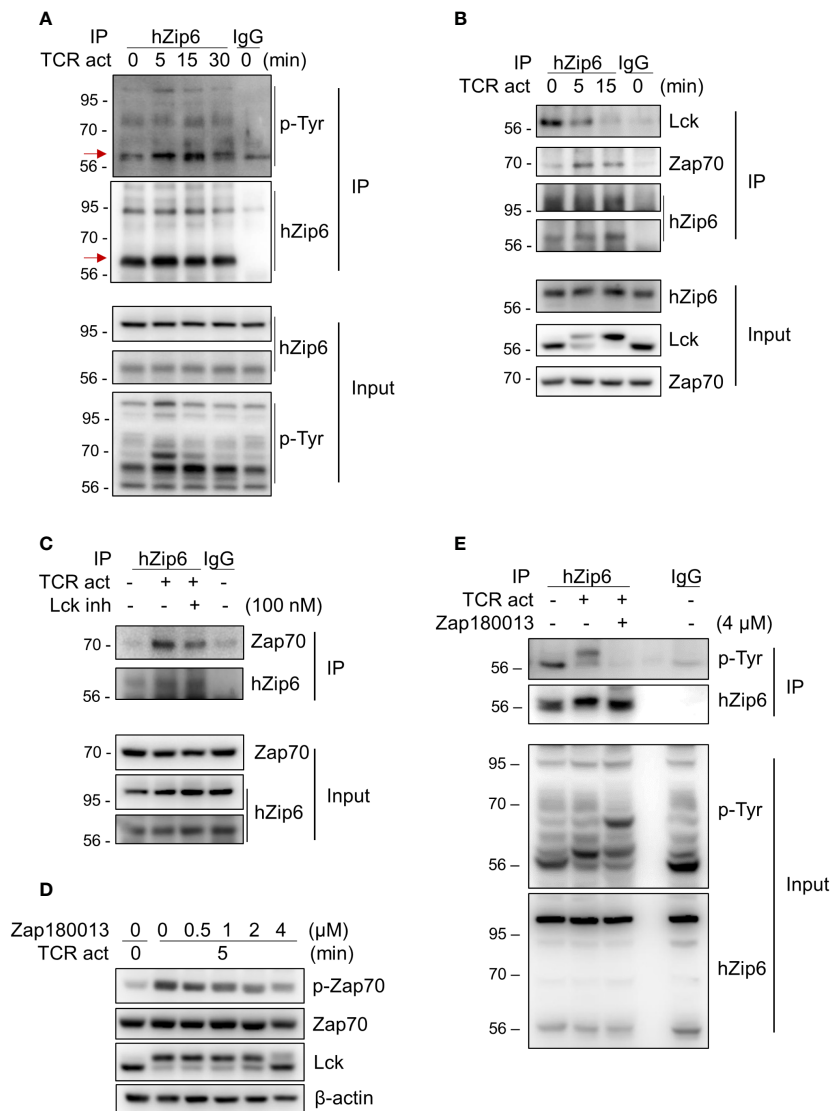 A
IP hZip6 IgG
TCR act 0 5 15 30 0 (min)
95 -
70 -
56 -
p-Tyr
95 -
70 -
56 -
hZip6
IP
95 -
56 -
hZip6
95 -
70 -
56 -
p-Tyr
Input
B
IP hZip6 IgG
TCR act 0 5 15 0 (min)
56 - Lck
70 - Zap70
95 -
56 -
hZip6
IP
56 - hZip6
56 - Lck
70 - Zap70
Input
C
IP hZip6 IgG
TCR act - + + -
Lck inh - - + - (100 nM)
70 - Zap70
56 - hZip6
IP
70 - Zap70
95 -
56 -
hZip6
Input
D
Zap180013 0 0 0.5 1 2 4 (µM)
TCR act 0 5 (min)
p-Zap70
Zap70
Lck
β-actin
E
IP hZip6 IgG
TCR act - + + -
Zap180013 - - + - (4 µM)
56 – p-Tyr
56 – hZip6
IP
95 –
70 –
56 –
p-Tyr
95 –
70 –
56 –
hZip6
Input